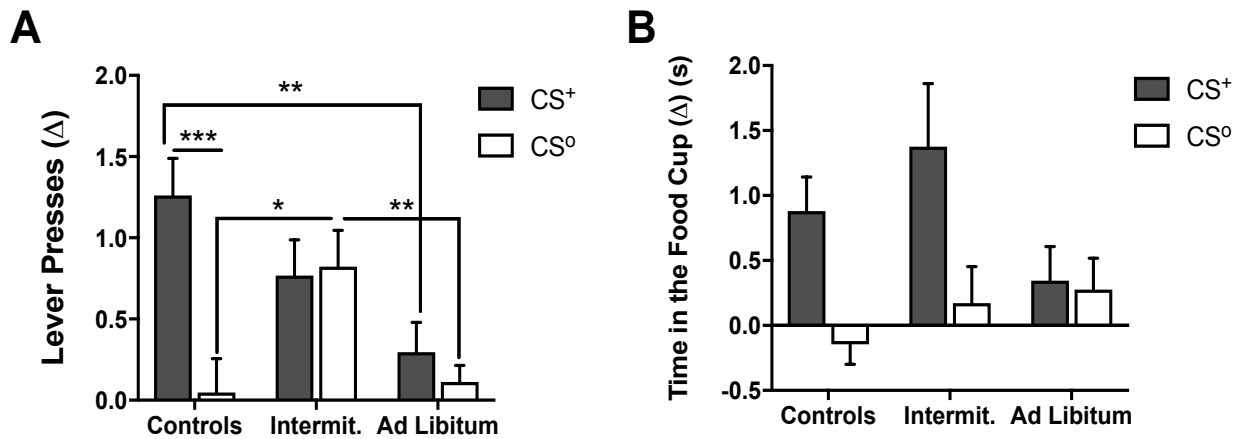 A
Lever Presses (Δ)
2.0
1.5
1.0
0.5
0.0
**
***
*
**
CS⁺
CSᵒ
Controls Intermit. Ad Libitum
B
Time in the Food Cup (Δ) (s)
2.0
1.5
1.0
0.5
0.0
-0.5
CS⁺
CSᵒ
Controls Intermit. Ad Libitum